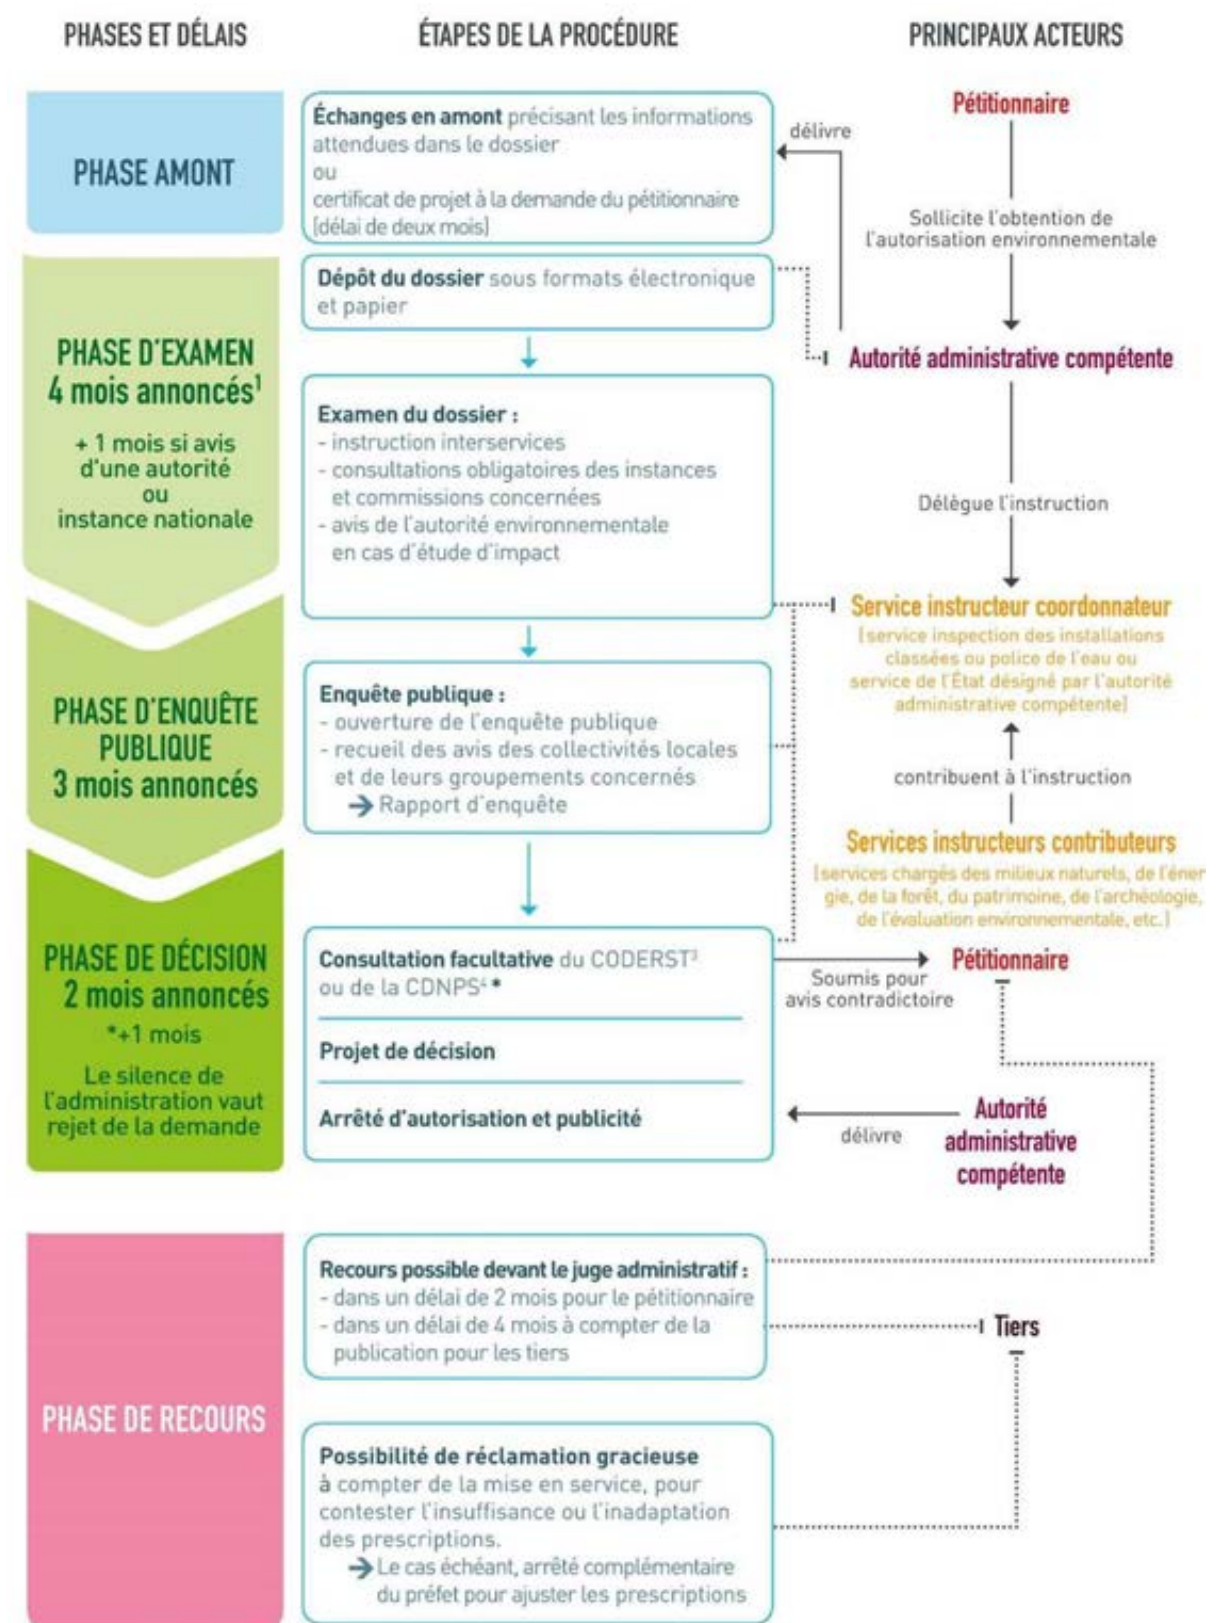 PHASES ET DÉLAIS
ÉTAPES DE LA PROCÉDURE
PRINCIPAUX ACTEURS
PHASE AMONT
Échanges en amont précisant les informations
attendues dans le dossier
ou
certificat de projet à la demande du pétitionnaire
(délai de deux mois)
délivre
Pétitionnaire
Sollicite l'obtention de
l'autorisation environnementale
PHASE D'EXAMEN
4 mois annoncés¹
+ 1 mois si avis
d'une autorité
ou
instance nationale
Dépôt du dossier sous formats électronique
et papier
Autorité administrative compétente
Examen du dossier :
- instruction interservices
- consultations obligatoires des instances
et commissions concernées
- avis de l'autorité environnementale
en cas d'étude d'impact
Délègue l'instruction
Service instructeur coordonnateur
(service inspection des installations
classées ou police de l'eau ou
service de l'État désigné par l'autorité
administrative compétente)
PHASE D'ENQUÊTE
PUBLIQUE
3 mois annoncés
Enquête publique :
- ouverture de l'enquête publique
- recueil des avis des collectivités locales
et de leurs groupements concernés
→ Rapport d'enquête
contribuent à l'instruction
Services instructeurs contributeurs
(services chargés des milieux naturels, de l'éner
gie, de la forêt, du patrimoine, de l'archéologie,
de l'évaluation environnementale, etc.)
PHASE DE DÉCISION
2 mois annoncés
*+1 mois
Le silence de
l'administration vaut
rejet de la demande
Consultation facultative du CODERST³
ou de la CDNPS⁴ *
Projet de décision
Arrêté d'autorisation et publicité
Soumis pour
avis contradictoire
Pétitionnaire
délivre
Autorité
administrative
compétente
PHASE DE RECOURS
Recours possible devant le juge administratif :
- dans un délai de 2 mois pour le pétitionnaire
- dans un délai de 4 mois à compter de la
publication pour les tiers
Tiers
Possibilité de réclamation gracieuse
à compter de la mise en service, pour
contester l'insuffisance ou l'inadaptation
des prescriptions.
→ Le cas échéant, arrêté complémentaire
du préfet pour ajuster les prescriptions